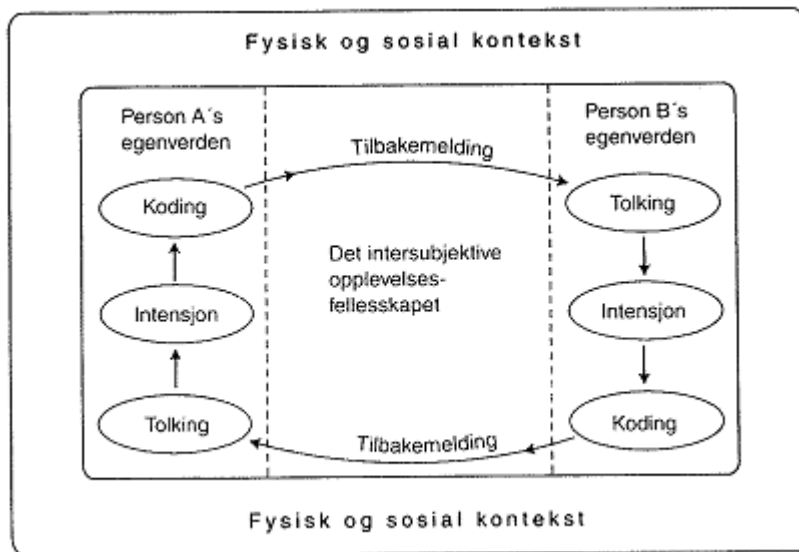 Fysisk og sosial kontekst
Person A´s
egenverden
Person B´s
egenverden
Tilbakemelding
Koding
Tolking
Det intersubjektive
opplevelses-
fellesskapet
Intensjon
Intensjon
Tolking
Koding
Tilbakemelding
Fysisk og sosial kontekst